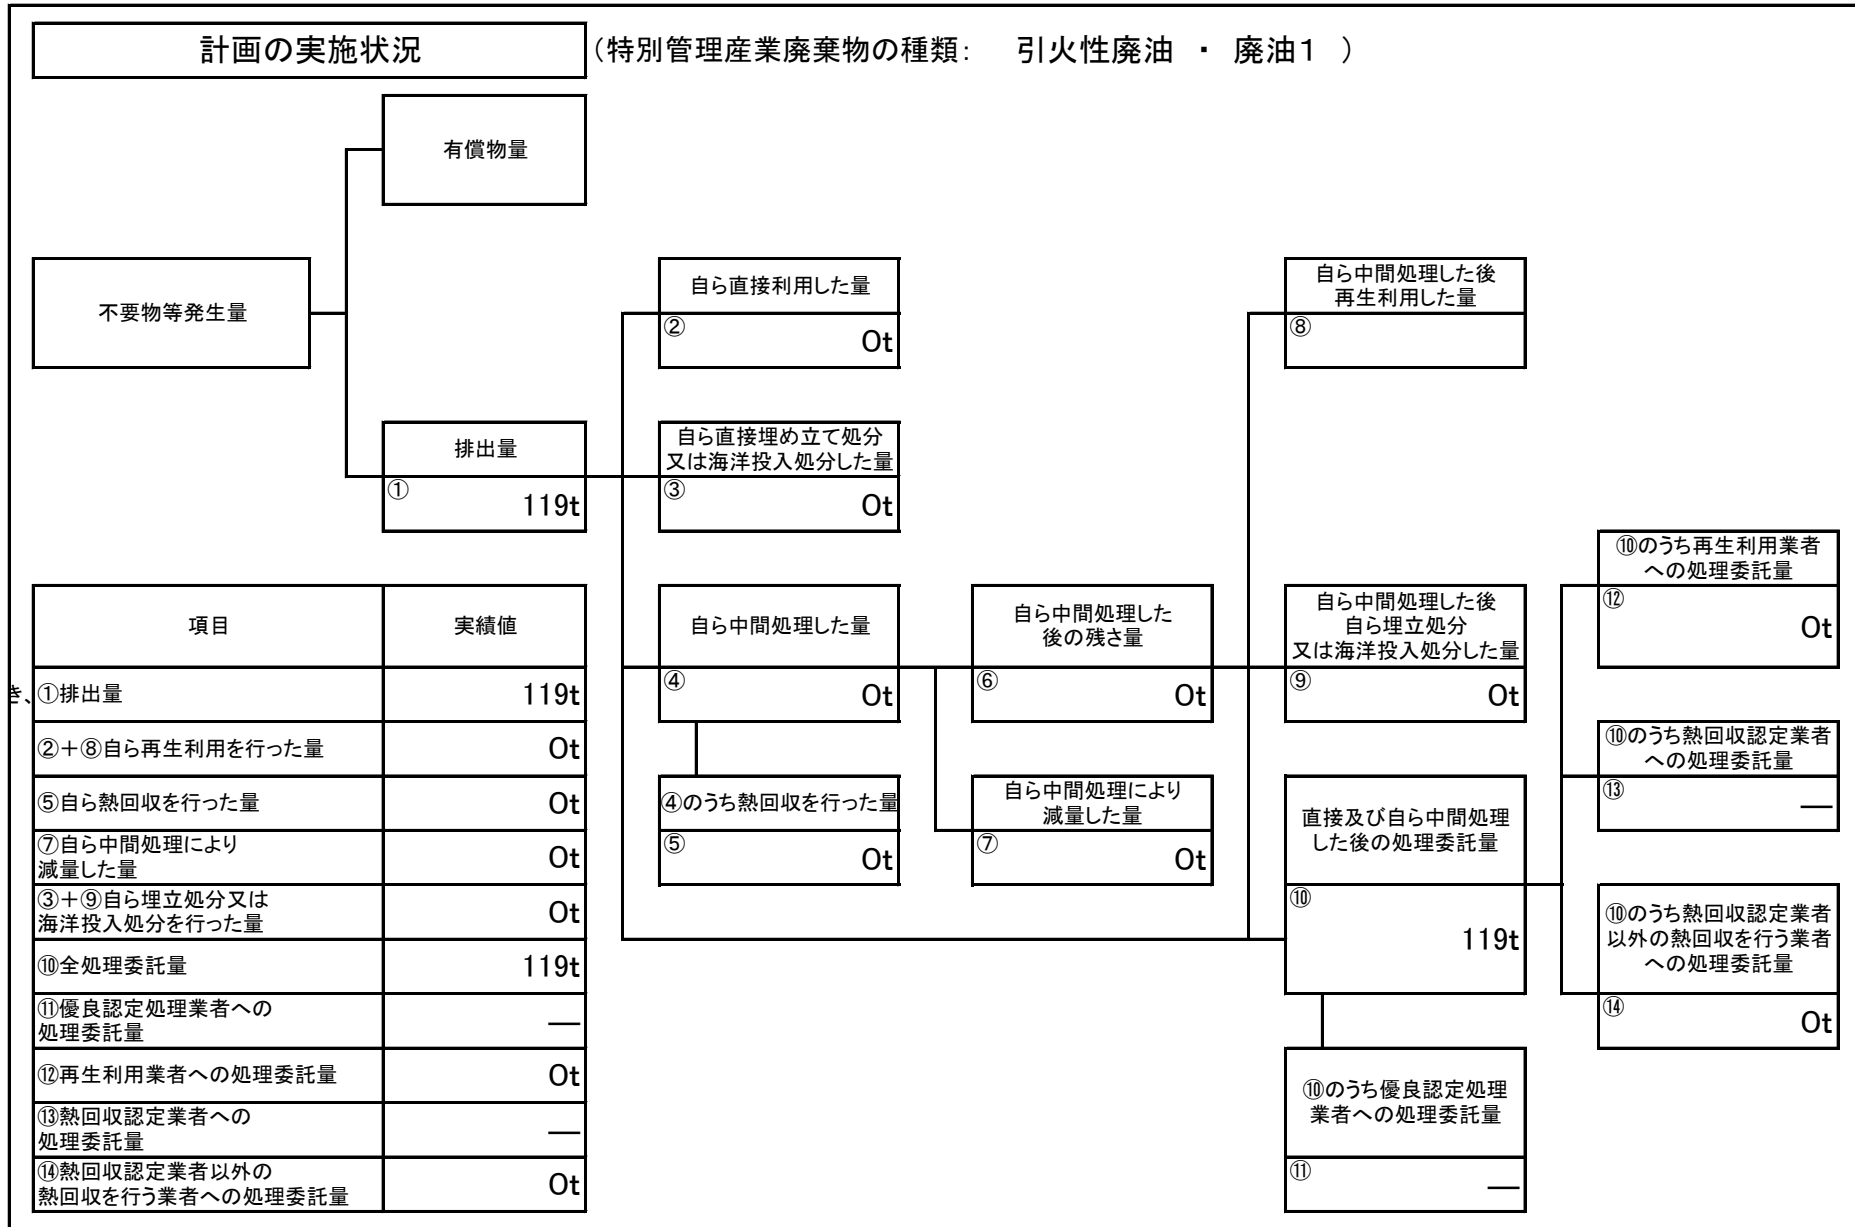 計画の実施状況
(特別管理産業廃棄物の種類： 引火性廃油 ・ 廃油1 )
有償物量
不要物等発生量
自ら直接利用した量
② 0t
自ら中間処理した後
再生利用した量
⑧
排出量
① 119t
自ら直接埋め立て処分
又は海洋投入処分した量
③ 0t
⑩のうち再生利用業者
への処理委託量
⑫ 0t
自ら中間処理した量
④ 0t
自ら中間処理した
後の残さ量
⑥ 0t
自ら中間処理した後
自ら埋立処分
又は海洋投入処分した量
⑨ 0t
⑩のうち熱回収認定業者
への処理委託量
⑬ ―
④のうち熱回収を行った量
⑤ 0t
自ら中間処理により
減量した量
⑦ 0t
直接及び自ら中間処理
した後の処理委託量
⑩ 119t
⑩のうち熱回収認定業者
以外の熱回収を行う業者
への処理委託量
⑭ 0t
⑩のうち優良認定処理
業者への処理委託量
⑪ ―
項目 実績値
き、
①排出量 119t
②＋⑧自ら再生利用を行った量 0t
⑤自ら熱回収を行った量 0t
⑦自ら中間処理により
減量した量 0t
③＋⑨自ら埋立処分又は
海洋投入処分を行った量 0t
⑩全処理委託量 119t
⑪優良認定処理業者への
処理委託量 ―
⑫再生利用業者への処理委託量 0t
⑬熱回収認定業者への
処理委託量 ―
⑭熱回収認定業者以外の
熱回収を行う業者への処理委託量 0t